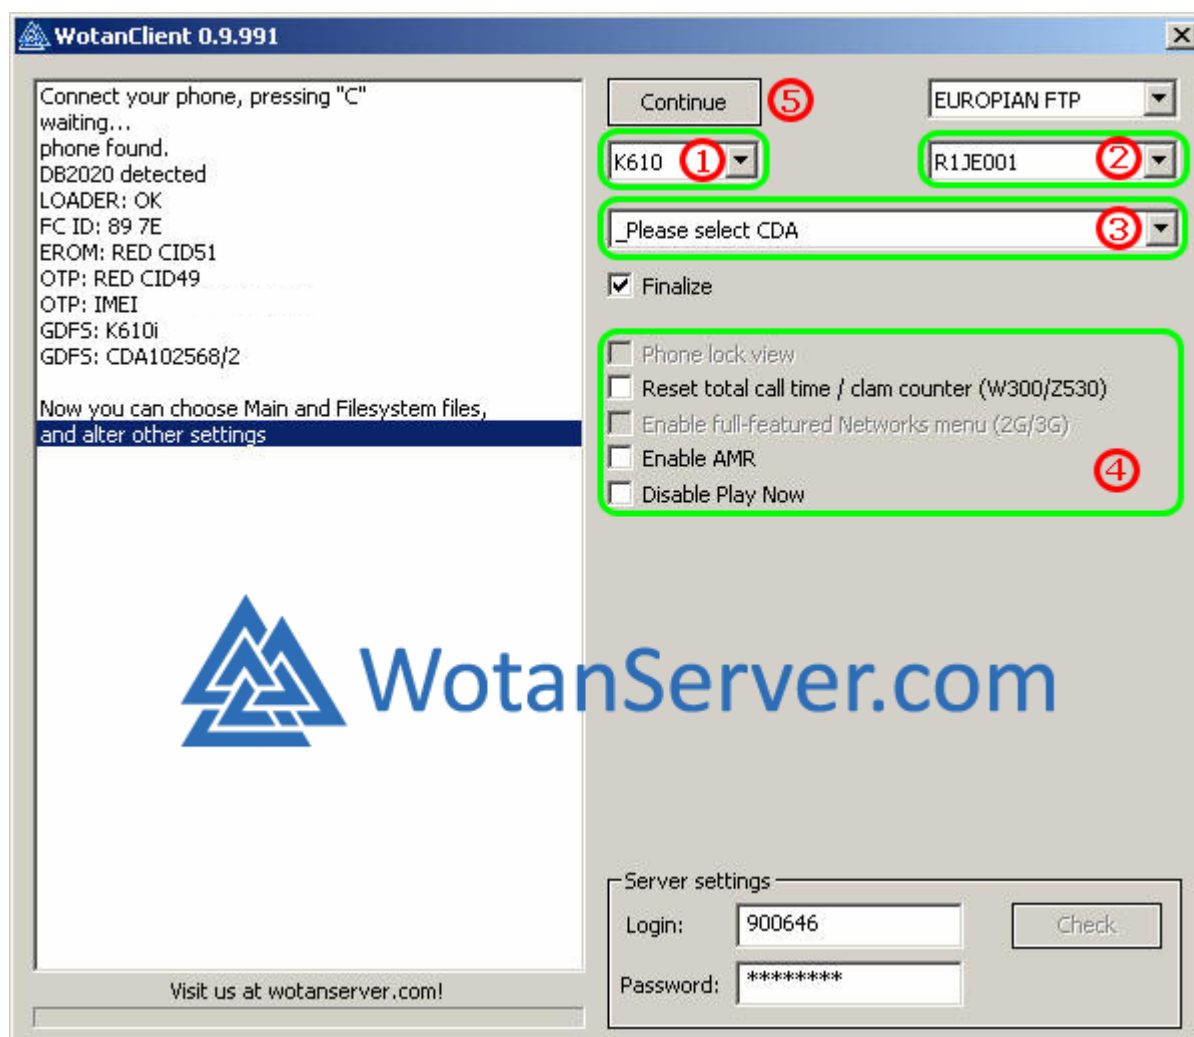 WotanClient 0.9.991
Connect your phone, pressing "C"
waiting...
phone found.
DB2020 detected
LOADER: OK
FC ID: 89 7E
EROM: RED CID51
OTP: RED CID49
OTP: IMEI
GDFS: K610i
GDFS: CDA102568/2
Now you can choose Main and Filesystem files,
and alter other settings
Continue 5 EUROPIAN FTP
K610 1 R1JE001 2
_Please select CDA 3
Finalize
Phone lock view
Reset total call time / clam counter (W300/Z530)
Enable full-featured Networks menu (2G/3G)
Enable AMR
4
Disable Play Now
WotanServer.com
Server settings
Login: 900646 Check
Password: ********
Visit us at wotanserver.com!